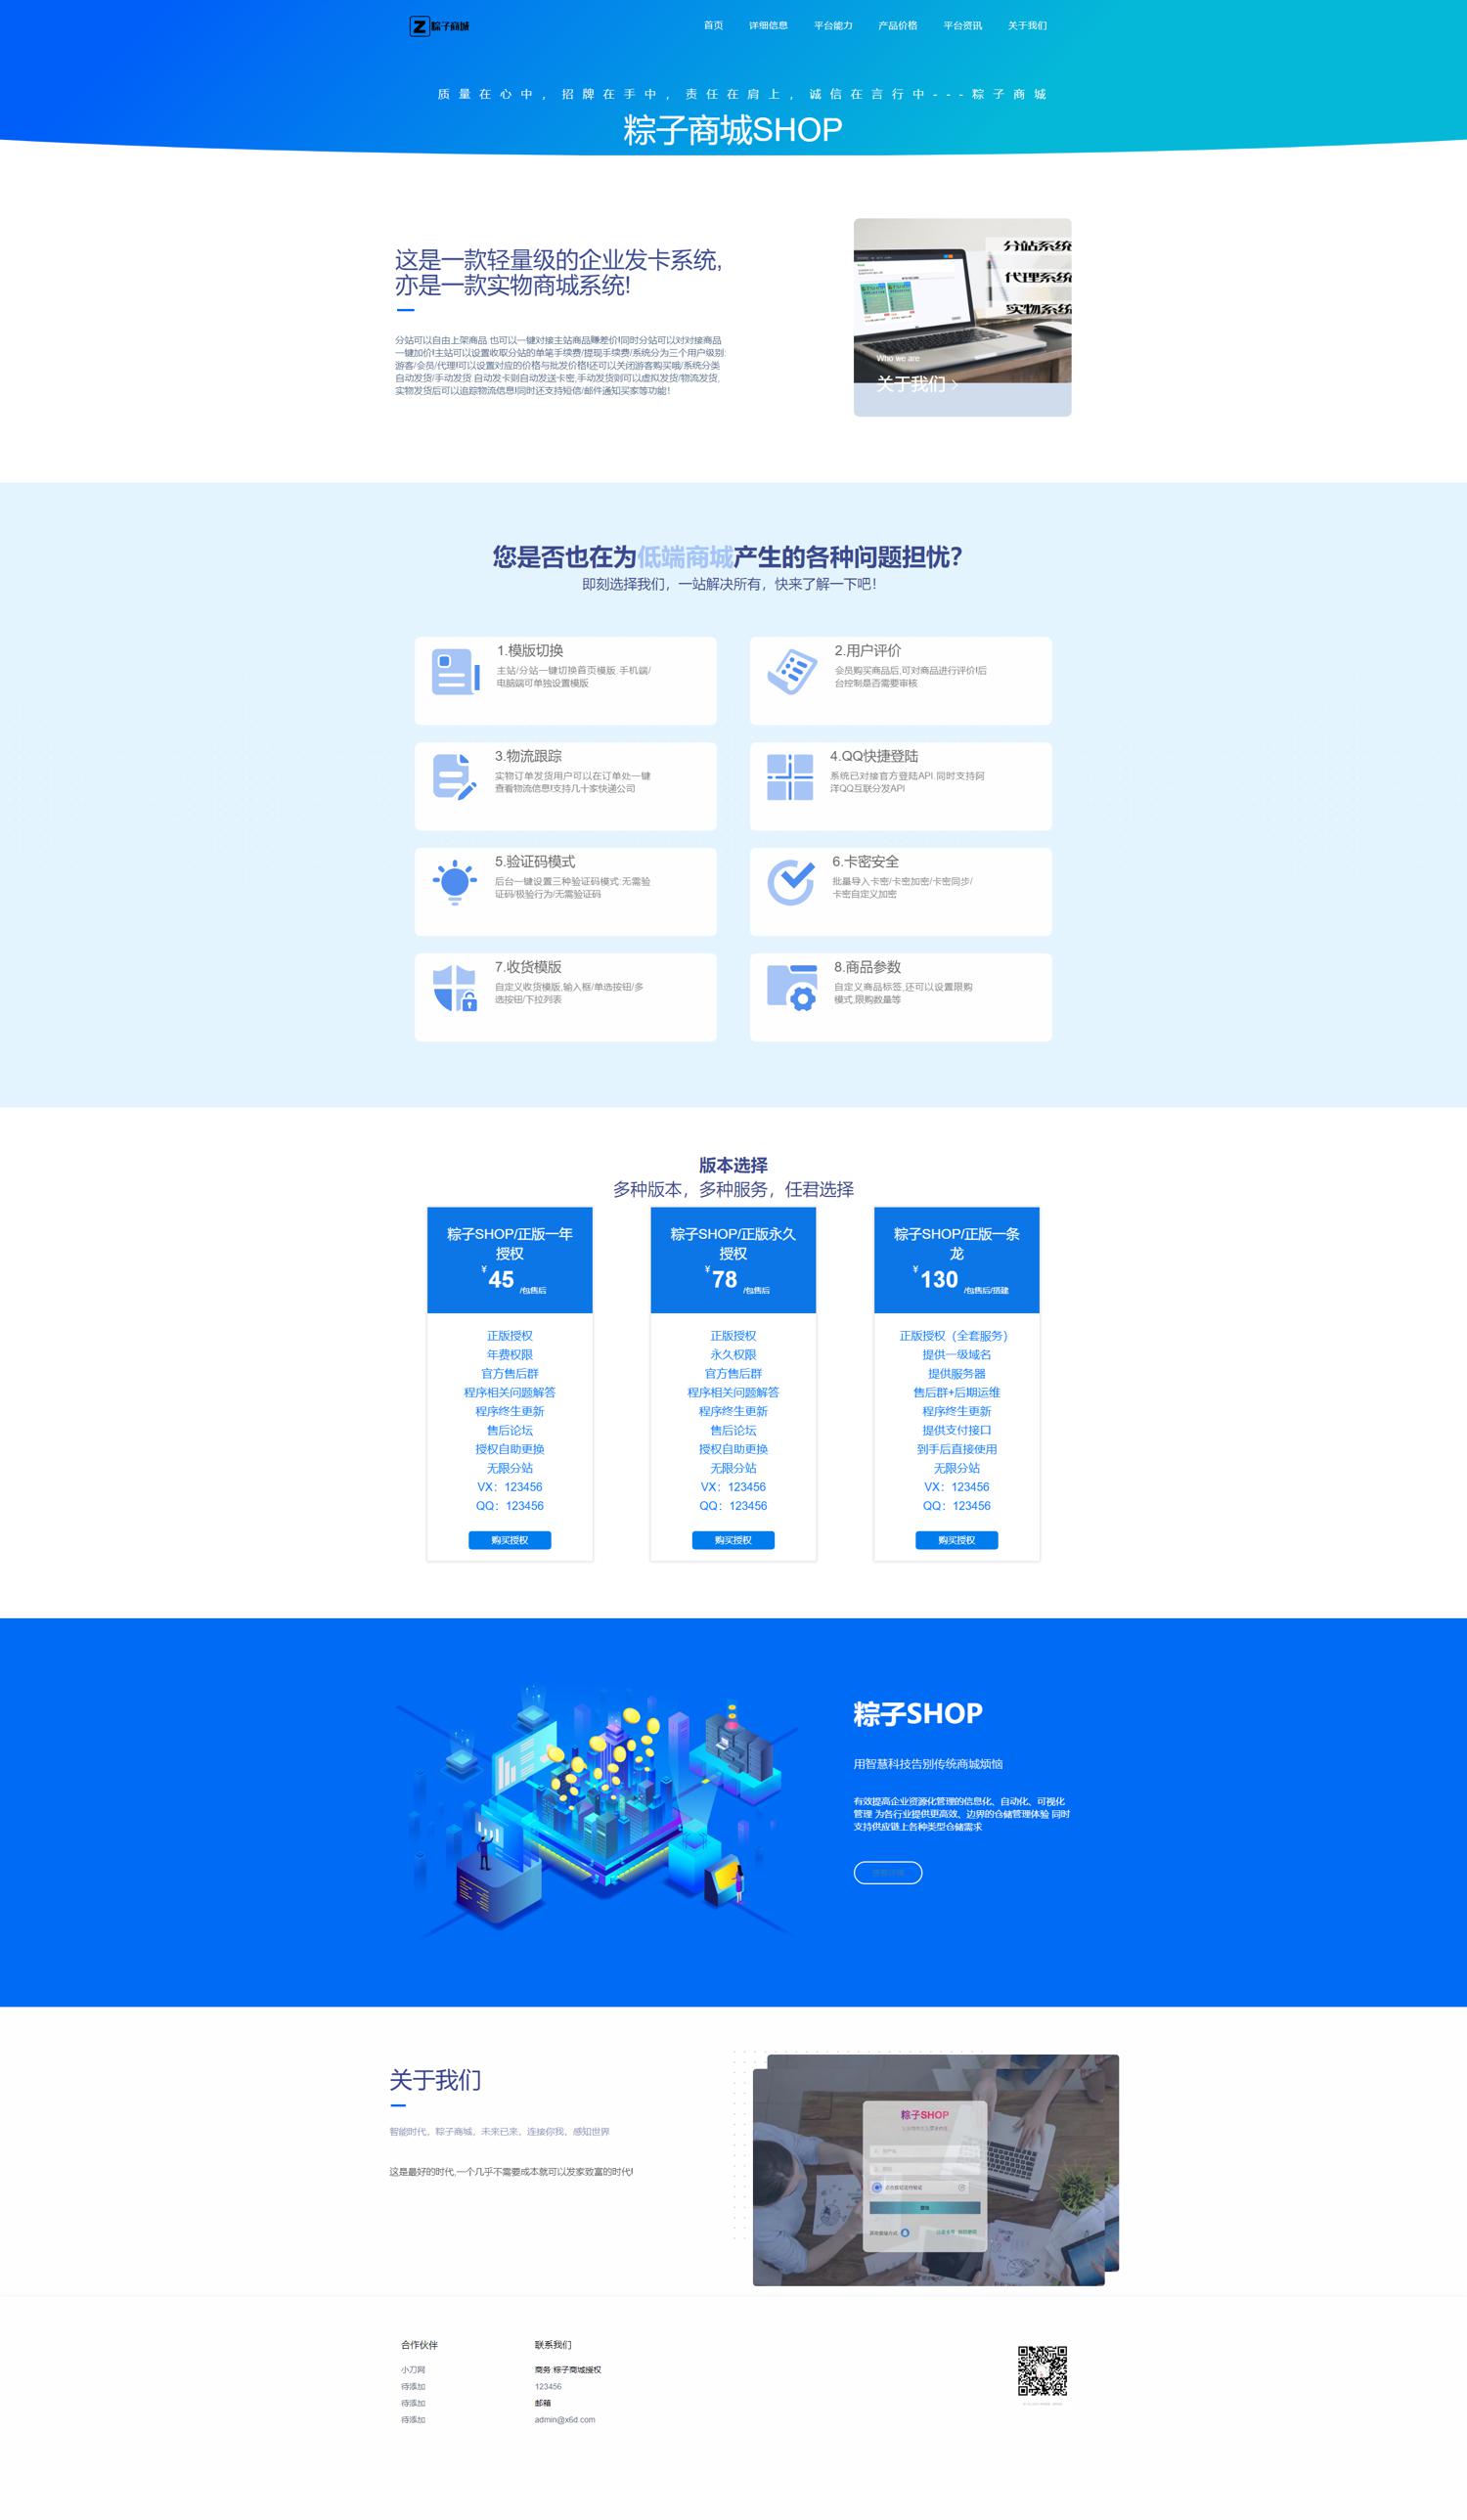 Z 粽子商城
首页 详细信息 平台能力 产品价格 平台资讯 关于我们
质量在心中，招牌在手中，责任在肩上，诚信在言行中---粽子商城
粽子商城SHOP
这是一款轻量级的企业发卡系统,
亦是一款实物商城系统!
分站可以自由上架商品 也可以一键对接主站商品赚差价!同时分站可以对对接商品
一键加价!主站可以设置收取分站的单笔手续费/提现手续费/系统分为三个用户级别:
游客/会员/代理!可以设置对应的价格与批发价格!还可以关闭游客购买哦/系统分类
自动发货/手动发货 自动发卡则自动发送卡密,手动发货则可以虚拟发货/物流发货,
实物发货后可以追踪物流信息!同时还支持短信/邮件通知买家等功能!
分站系统
代理系统
实物系统
Who we are
关于我们 >
您是否也在为低端商城产生的各种问题担忧?
即刻选择我们，一站解决所有，快来了解一下吧！
1.模版切换
主站/分站一键切换首页模版.手机端/
电脑端可单独设置模版
2.用户评价
会员购买商品后,可对商品进行评价!后
台控制是否需要审核
3.物流跟踪
实物订单发货用户可以在订单处一键
查看物流信息!支持几十家快递公司
4.QQ快捷登陆
系统已对接官方登陆API.同时支持阿
洋QQ互联分发API
5.验证码模式
后台一键设置三种验证码模式:无需验
证码/极验行为/无需验证码
6.卡密安全
批量导入卡密/卡密加密/卡密同步/
卡密自定义加密
7.收货模版
自定义收货模版,输入框/单选按钮/多
选按钮/下拉列表
8.商品参数
自定义商品标签,还可以设置限购
模式,限购数量等
版本选择
多种版本，多种服务，任君选择
粽子SHOP/正版一年
授权
¥45 /包售后
正版授权
年费权限
官方售后群
程序相关问题解答
程序终生更新
售后论坛
授权自助更换
无限分站
VX：123456
QQ：123456
购买授权
粽子SHOP/正版永久
授权
¥78 /包售后
正版授权
永久权限
官方售后群
程序相关问题解答
程序终生更新
售后论坛
授权自助更换
无限分站
VX：123456
QQ：123456
购买授权
粽子SHOP/正版一条
龙
¥130 /包售后/搭建
正版授权（全套服务）
提供一级域名
提供服务器
售后群+后期运维
程序终生更新
提供支付接口
到手后直接使用
无限分站
VX：123456
QQ：123456
购买授权
粽子SHOP
用智慧科技告别传统商城烦恼
有效提高企业资源化管理的信息化、自动化、可视化
管理 为各行业提供更高效、边界的仓储管理体验 同时
支持供应链上各种类型仓储需求
关于我们
智能时代，粽子商城，未来已来，连接你我，感知世界
这是最好的时代,一个几乎不需要成本就可以发家致富的时代!
粽子SHOP
合作伙伴
小刀网
待添加
待添加
待添加
联系我们
商务:粽子商城授权
123456
邮箱
admin@x6d.com